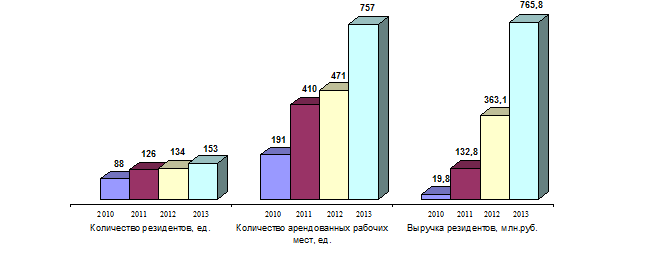 757
765,8
410
471
363,1
191
126
134
153
132,8
88
19,8
2010 2011 2012 2013
2010 2011 2012 2013
2010 2011 2012 2013
Количество резидентов, ед.
Количество арендованных рабочих
мест, ед.
Выручка резидентов, млн.руб.